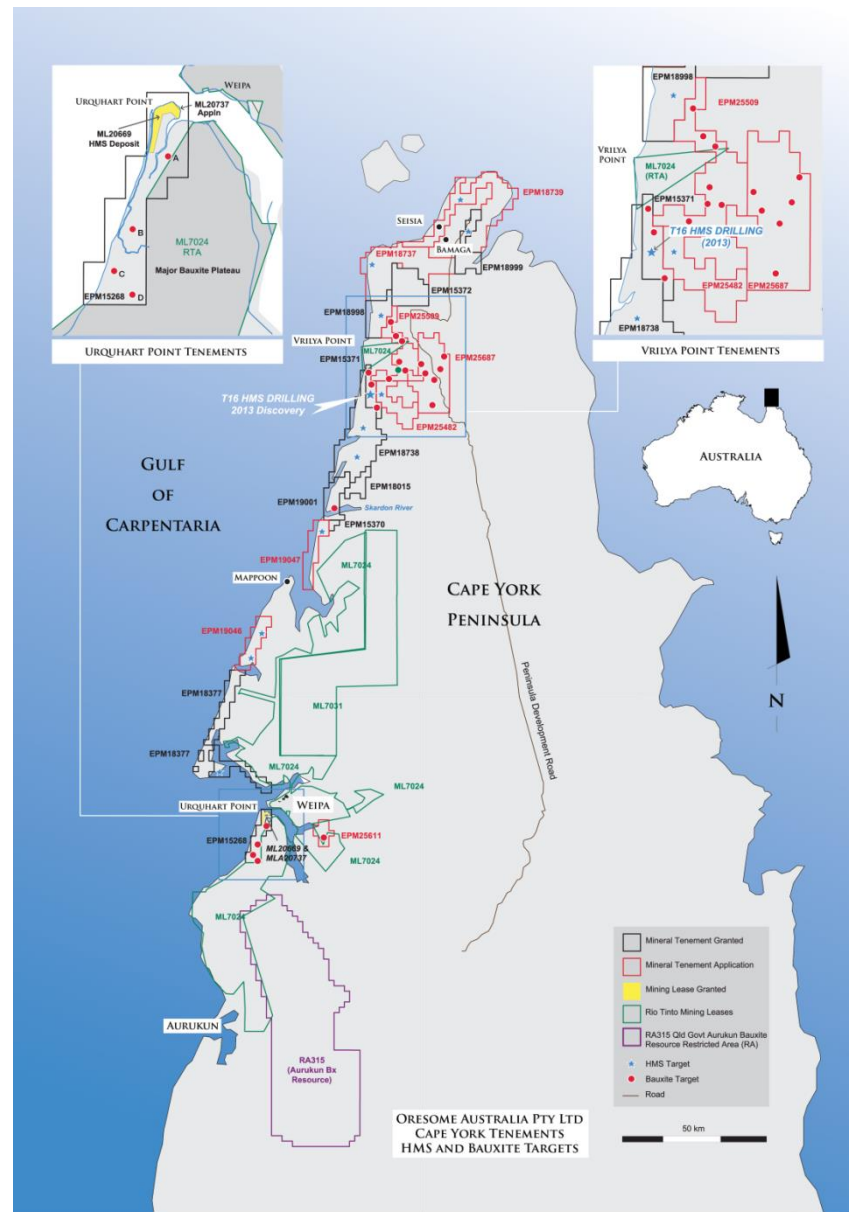 WEIPA
URQUHART POINT
ML20737
Appln
ML20669
HMS Deposit
A
B
C
D
ML7024
RTA
Major Bauxite Plateau
EPM15268
URQUHART POINT TENEMENTS
EPM18998
EPM25509
VRILYA
POINT
ML7024
(RTA)
EPM15371
T16 HMS DRILLING
(2013)
EPM25482
EPM25687
EPM18738
VRILYA POINT TENEMENTS
AUSTRALIA
N
EPM18739
SEISIA
BAMAGA
EPM18737
EPM18999
EPM15372
EPM18998
EPM25509
VRILYA POINT
ML7024
EPM25687
EPM15371
T16 HMS DRILLING
2013 Discovery
EPM25482
EPM18738
EPM18015
EPM19001
Skardon River
EPM15370
EPM19047
ML7024
MAPPOON
GULF
OF
CARPENTARIA
CAPE YORK
PENINSULA
Peninsula Development Road
EPM19046
EPM18377
ML7031
EPM18377
ML7024
ML7024
URQUHART POINT
WEIPA
EPM15268
ML20669 &
MLA20737
EPM25611
ML7024
ML7024
AURUKUN
RA315
(Aurukun Bx
Resource)
Mineral Tenement Granted
Mineral Tenement Application
Mining Lease Granted
Rio Tinto Mining Leases
RA315 Qld Govt Aurukun Bauxite
Resource Restricted Area (RA)
HMS Target
Bauxite Target
Road
50 km
ORESOME AUSTRALIA PTY LTD
CAPE YORK TENEMENTS
HMS AND BAUXITE TARGETS